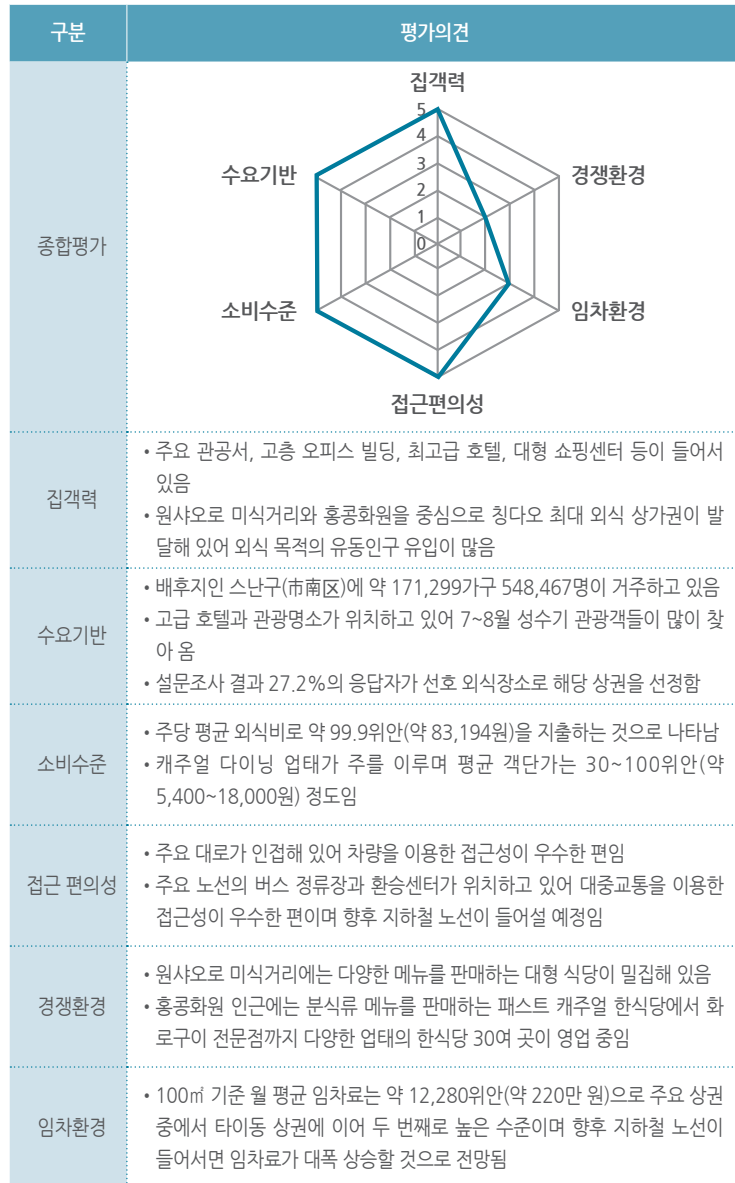 구분
평가의견
종합평가
집객력
5
4
3
2
1
0
수요기반
경쟁환경
소비수준
임차환경
접근편의성
집객력
• 주요 관공서, 고층 오피스 빌딩, 최고급 호텔, 대형 쇼핑센터 등이 들어서
있음
• 원샤오로 미식거리와 홍콩화원을 중심으로 칭다오 최대 외식 상가권이 발
달해 있어 외식 목적의 유동인구 유입이 많음
수요기반
• 배후지인 스난구(市南区)에 약 171,299가구 548,467명이 거주하고 있음
• 고급 호텔과 관광명소가 위치하고 있어 7~8월 성수기 관광객들이 많이 찾
아 옴
• 설문조사 결과 27.2%의 응답자가 선호 외식장소로 해당 상권을 선정함
소비수준
• 주당 평균 외식비로 약 99.9위안(약 83,194원)을 지출하는 것으로 나타남
• 캐주얼 다이닝 업태가 주를 이루며 평균 객단가는 30~100위안(약
5,400~18,000원) 정도임
접근 편의성
• 주요 대로가 인접해 있어 차량을 이용한 접근성이 우수한 편임
• 주요 노선의 버스 정류장과 환승센터가 위치하고 있어 대중교통을 이용한
접근성이 우수한 편이며 향후 지하철 노선이 들어설 예정임
경쟁환경
• 원샤오로 미식거리에는 다양한 메뉴를 판매하는 대형 식당이 밀집해 있음
• 홍콩화원 인근에는 분식류 메뉴를 판매하는 패스트 캐주얼 한식당에서 화
로구이 전문점까지 다양한 업태의 한식당 30여 곳이 영업 중임
임차환경
• 100㎡ 기준 월 평균 임차료는 약 12,280위안(약 220만 원)으로 주요 상권
중에서 타이동 상권에 이어 두 번째로 높은 수준이며 향후 지하철 노선이
들어서면 임차료가 대폭 상승할 것으로 전망됨